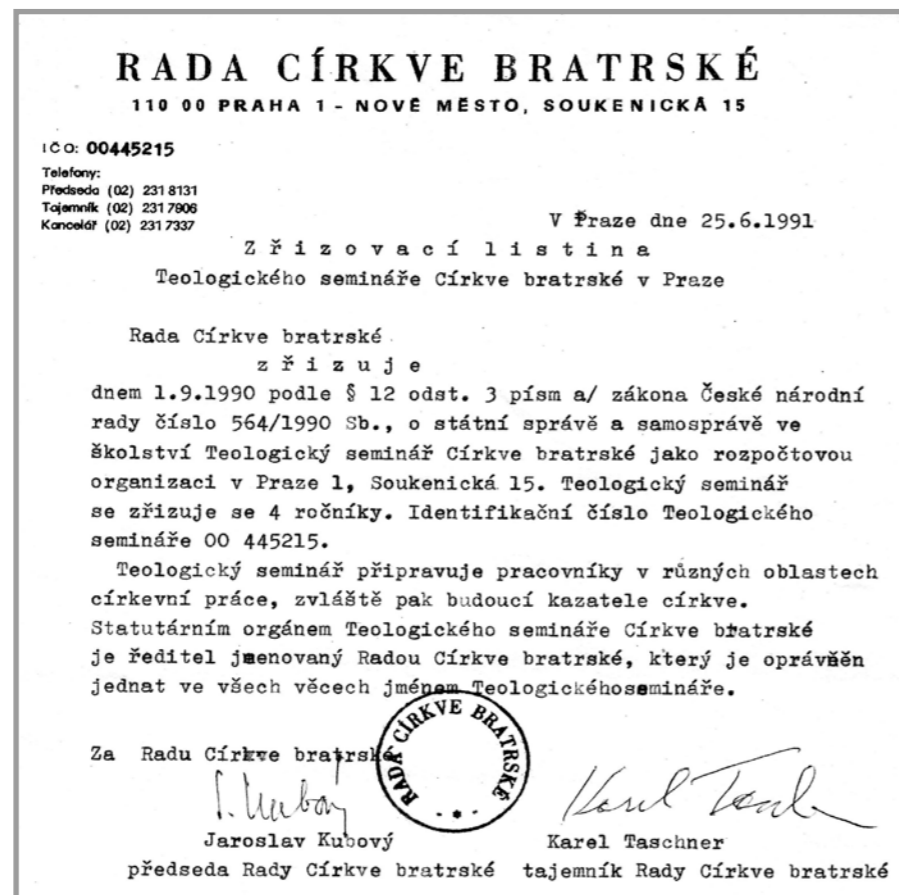 RADA CÍRKVE BRATRSKÉ
110 00 PRAHA 1 - NOVÉ MĚSTO, SOUKENICKÁ 15
IČO: 00445215
Telefony:
Předseda (02) 231 8131
Tajemník (02) 231 7906
Kancelář (02) 231 7337
V Praze dne 25.6.1991
Z ř i z o v a c í l i s t i n a
Teologického semináře Církve bratrské v Praze
Rada Církve bratrské
z ř i z u j e
dnem 1.9.1990 podle § 12 odst. 3 písm a/ zákona České národní
rady číslo 564/1990 Sb., o státní správě a samosprávě ve
školství Teologický seminář Církve bratrské jako rozpočtovou
organizaci v Praze 1, Soukenická 15. Teologický seminář
se zřizuje se 4 ročníky. Identifikační číslo Teologického
semináře 00 445215.
Teologický seminář připravuje pracovníky v různých oblastech
církevní práce, zvláště pak budoucí kazatele církve.
Statutárním orgánem Teologického semináře Církve bratrské
je ředitel jmenovaný Radou Církve bratrské, který je oprávněn
jednat ve všech věcech jménem Teologickéhosemináře.
Za Radu Církve bratrské
RADA CÍRKVE BRATRSKÉ
J. Kubový
Karel Taschner
Jaroslav Kubový
Karel Taschner
předseda Rady Církve bratrské
tajemník Rady Církve bratrské